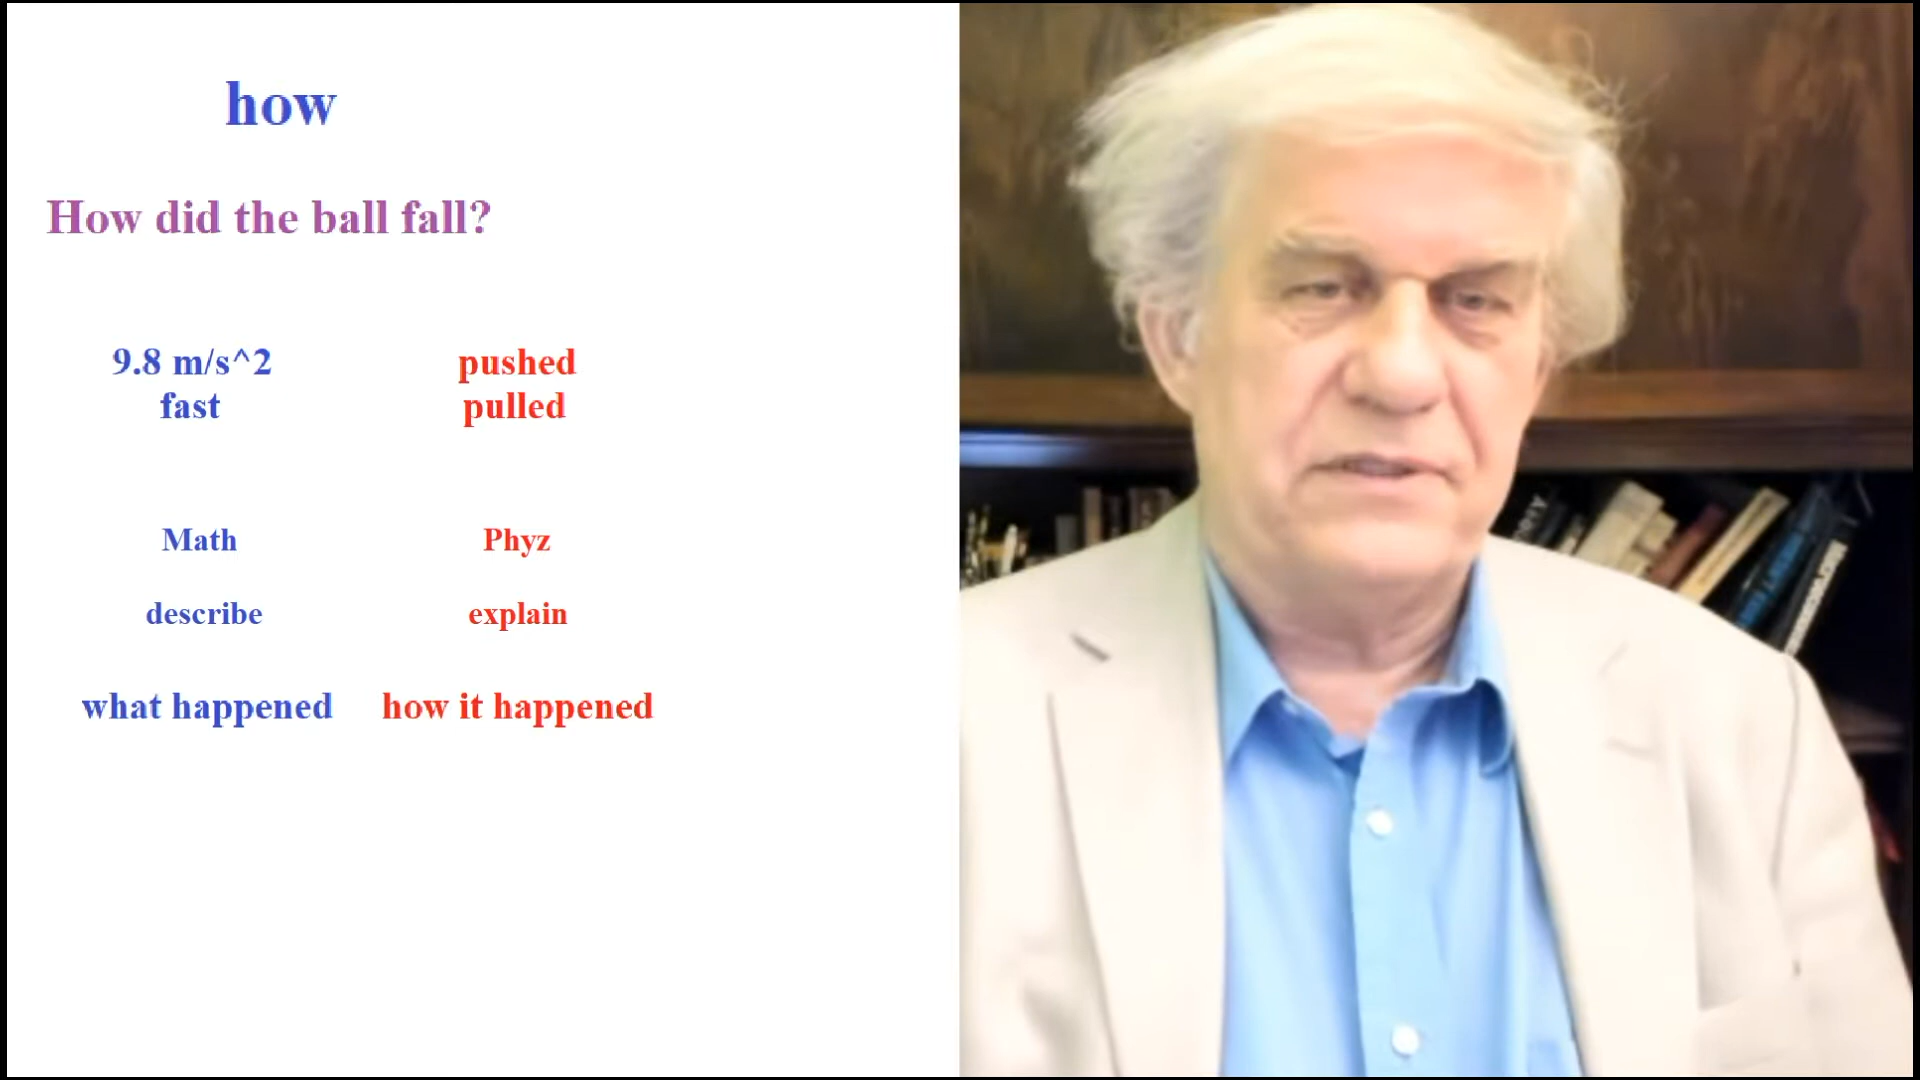 how
How did the ball fall?
9.8 m/s^2 pushed
fast pulled
Math Phyz
describe explain
what happened how it happened